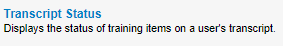 Transcript Status
Displays the status of training items on a user's transcript.